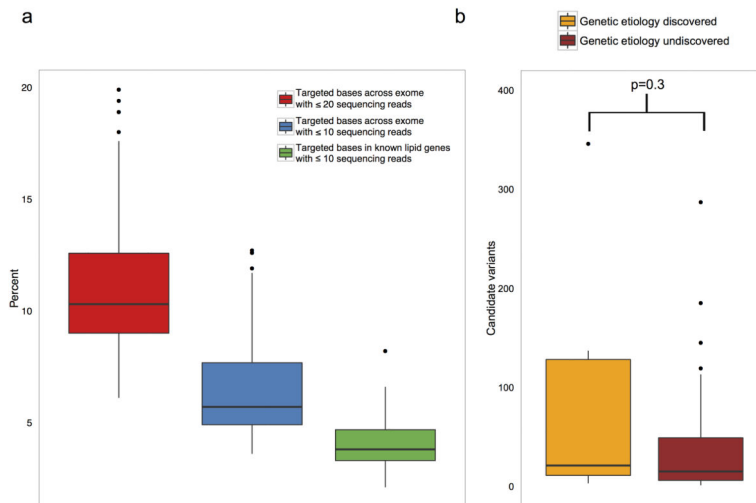 a
20
15
10
5
Percent
Targeted bases across exome
with ≤ 20 sequencing reads
Targeted bases across exome
with ≤ 10 sequencing reads
Targeted bases in known lipid genes
with ≤ 10 sequencing reads
b
Genetic etiology discovered
Genetic etiology undiscovered
400
300
200
100
0
Candidate variants
p=0.3